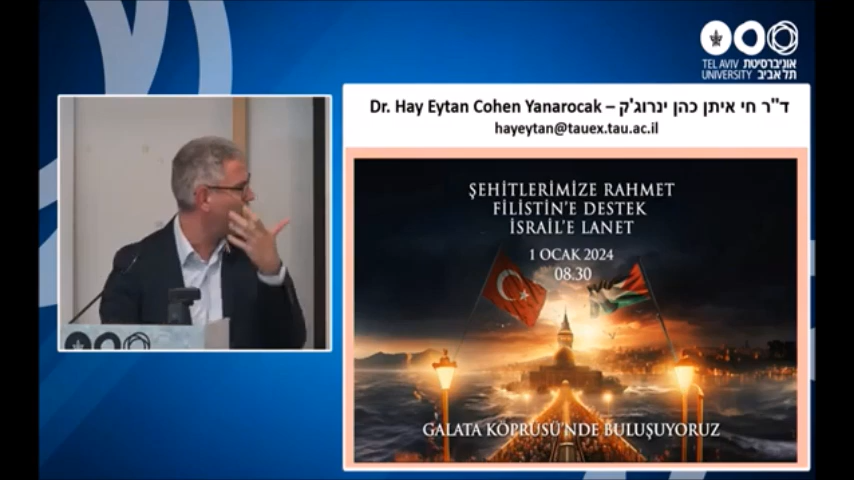 TEL AVIV אוניברסיטת
UNIVERSITY תל אביב
Dr. Hay Eytan Cohen Yanarocak – ד"ר חי איתן כהן ינרוג'ק
hayeytan@tauex.tau.ac.il
ŞEHİTLERİMİZE RAHMET
FİLİSTİN'E DESTEK
İSRAİL'E LANET
1 OCAK 2024
08.30
GALATA KÖPRÜSÜ'NDE BULUŞUYORUZ